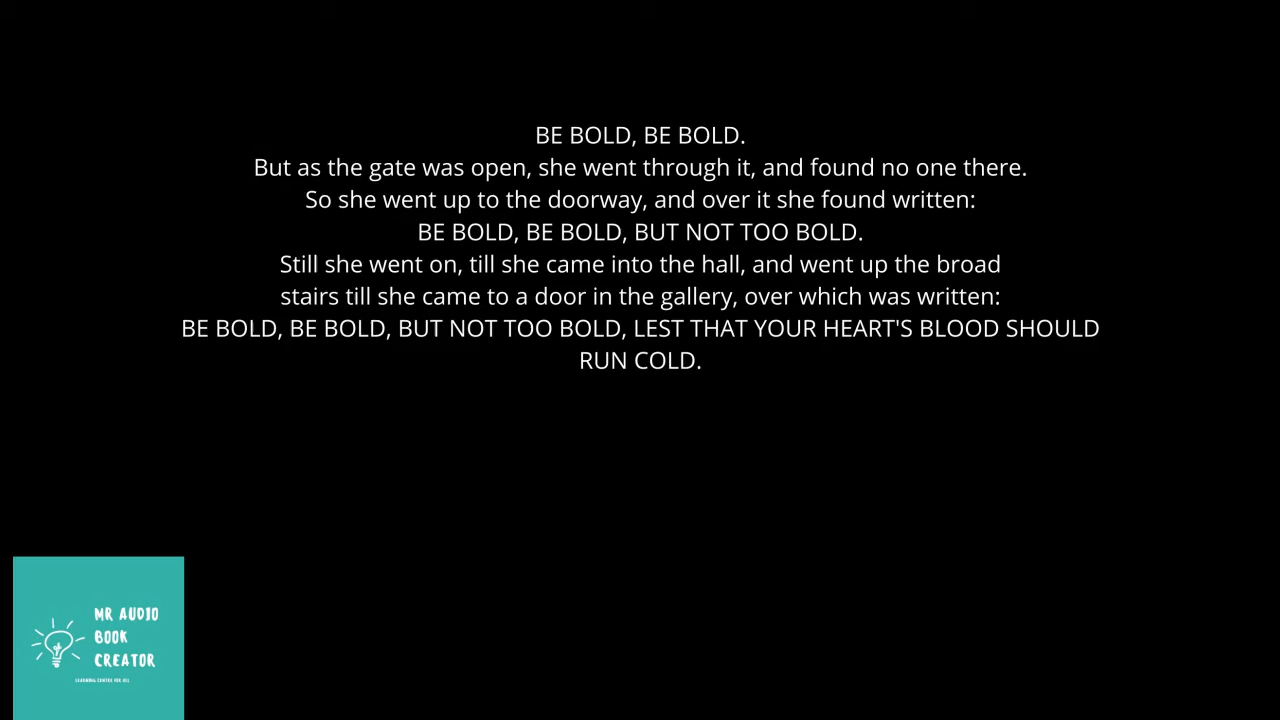 BE BOLD, BE BOLD.
But as the gate was open, she went through it, and found no one there.
So she went up to the doorway, and over it she found written:
BE BOLD, BE BOLD, BUT NOT TOO BOLD.
Still she went on, till she came into the hall, and went up the broad
stairs till she came to a door in the gallery, over which was written:
BE BOLD, BE BOLD, BUT NOT TOO BOLD, LEST THAT YOUR HEART'S BLOOD SHOULD
RUN COLD.
MR AUDIO
BOOK
CREATOR
LEARNING CENTRE FOR ALL